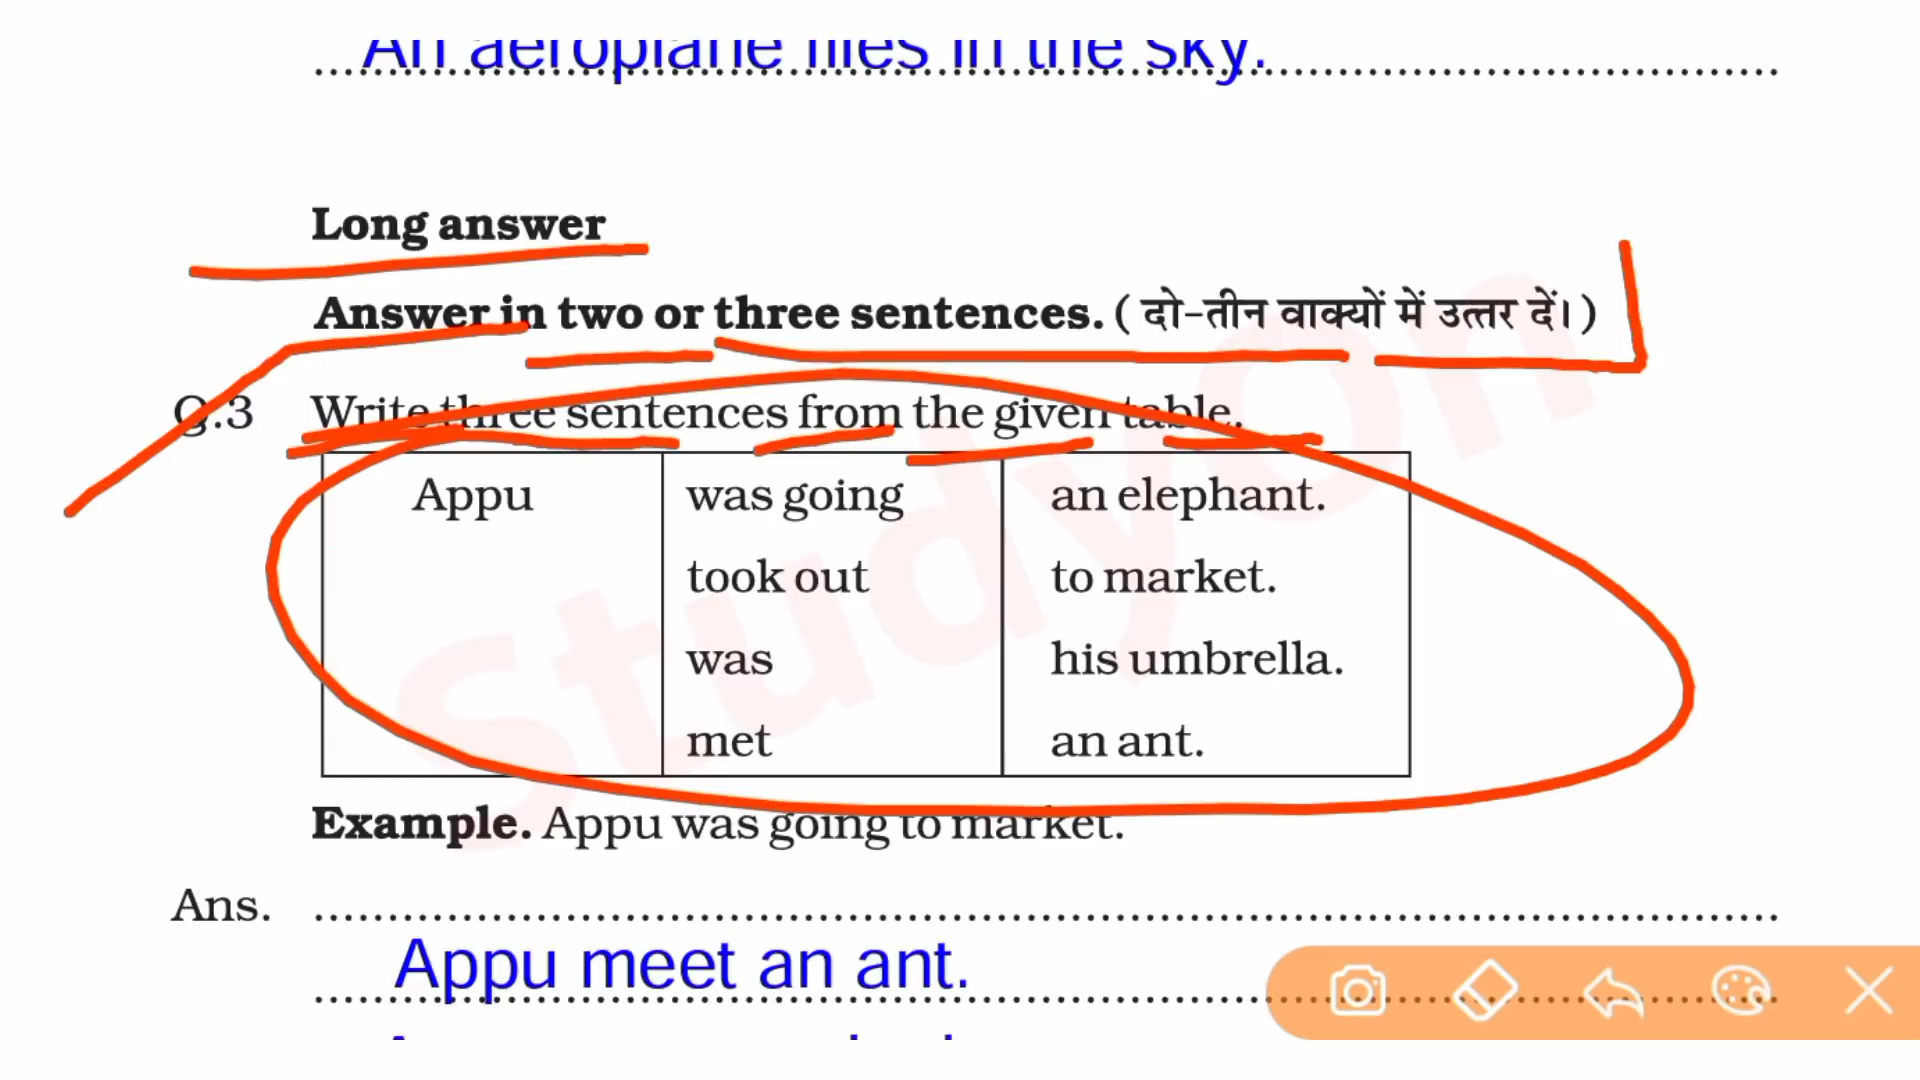 An aeroplane flies in the sky.
Long answer
Answer in two or three sentences. ( दो-तीन वाक्यों में उत्तर दें। )
Q.3 Write three sentences from the given table.
Appu was going an elephant.
took out to market.
was his umbrella.
met an ant.
Example. Appu was going to market.
Ans.
Appu meet an ant.
Studyon